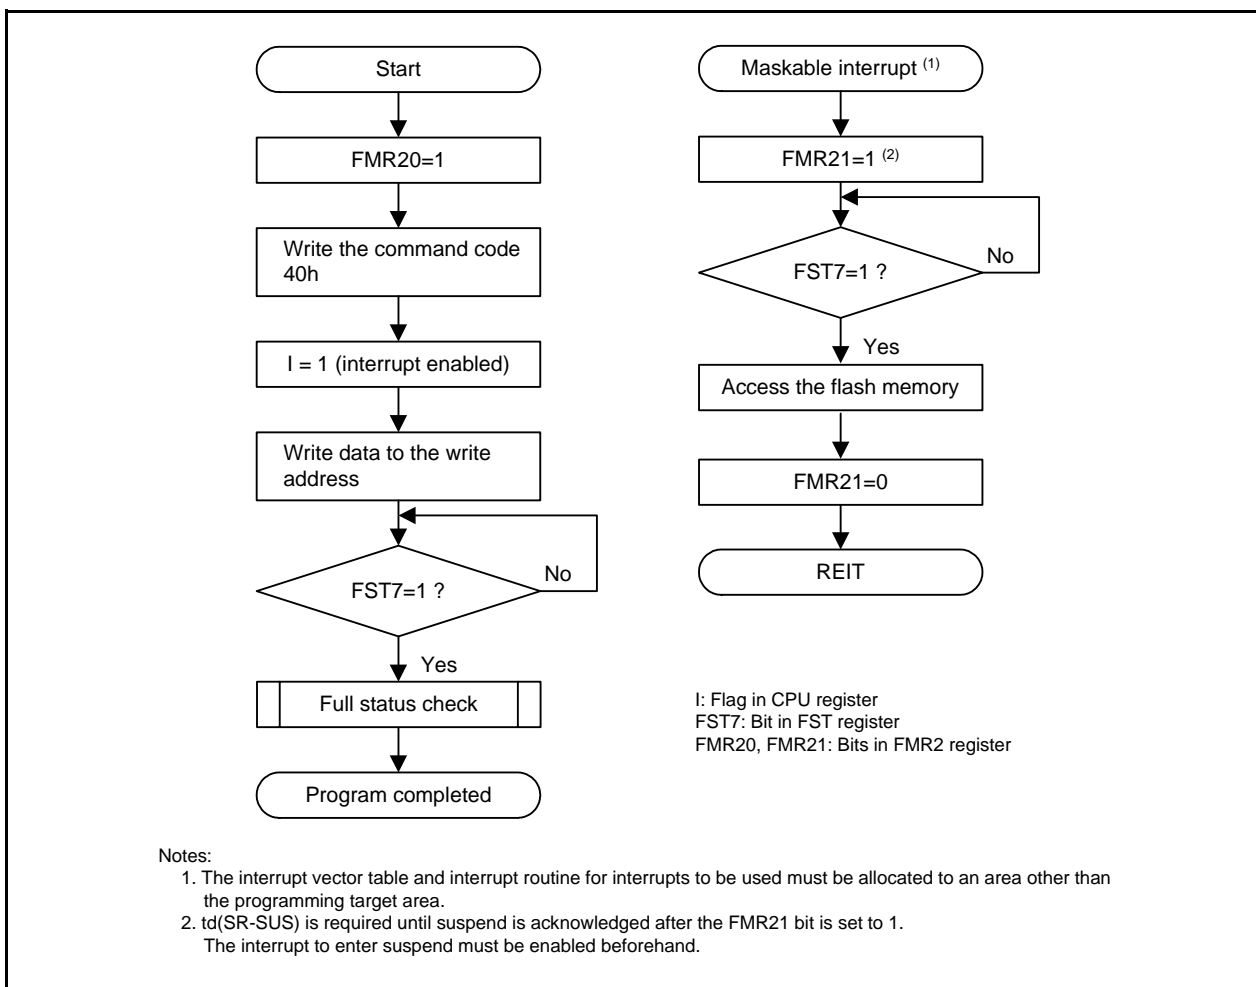 Start
FMR20=1
Write the command code
40h
I = 1 (interrupt enabled)
Write data to the write
address
FST7=1 ?
No
Yes
Full status check
Program completed
Maskable interrupt (1)
FMR21=1 (2)
FST7=1 ?
No
Yes
Access the flash memory
FMR21=0
REIT
I: Flag in CPU register
FST7: Bit in FST register
FMR20, FMR21: Bits in FMR2 register
Notes:
1. The interrupt vector table and interrupt routine for interrupts to be used must be allocated to an area other than
the programming target area.
2. td(SR-SUS) is required until suspend is acknowledged after the FMR21 bit is set to 1.
The interrupt to enter suspend must be enabled beforehand.